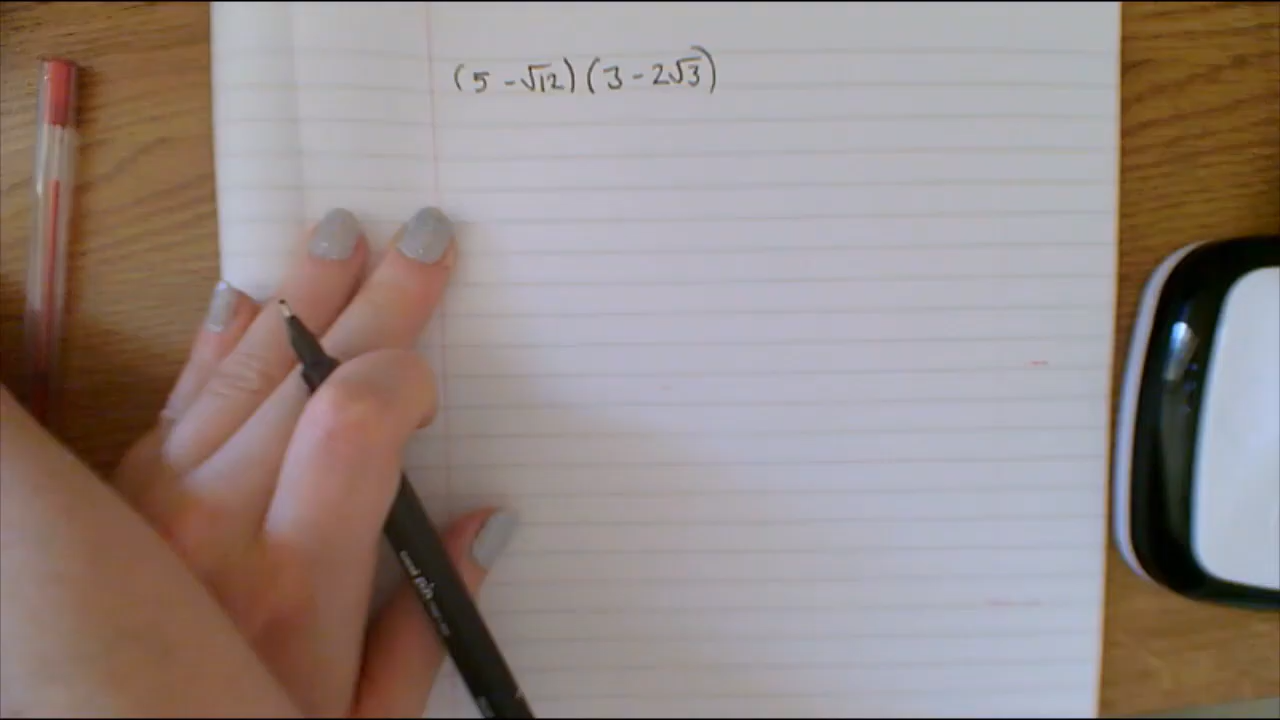 (5 - √12)(3 - 2√3)